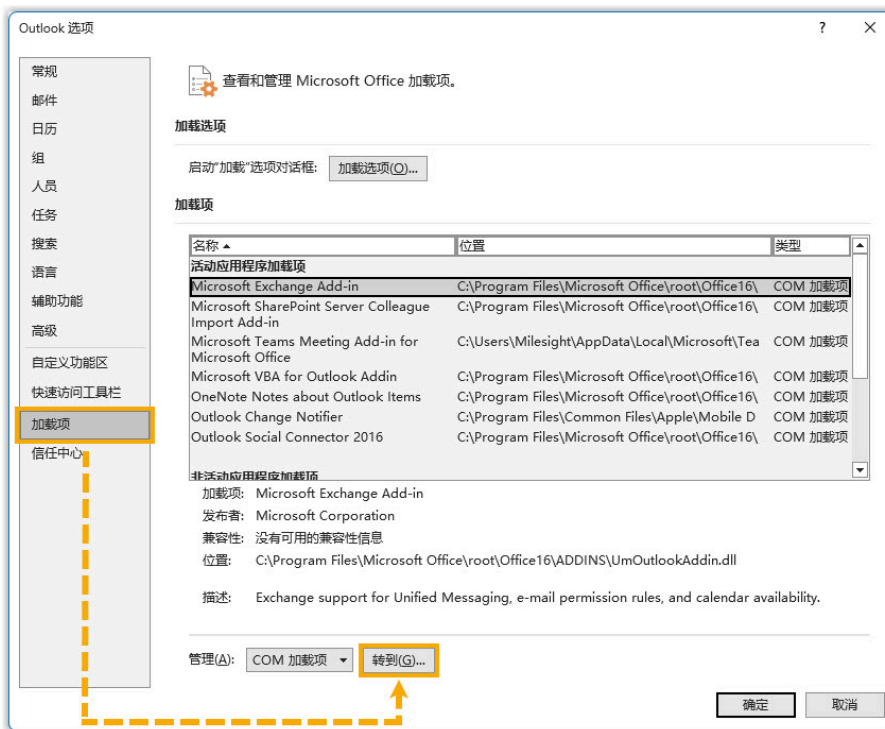 Outlook 选项
? ×
常规
邮件
日历
组
人员
任务
搜索
语言
辅助功能
高级
自定义功能区
快速访问工具栏
加载项
信任中心
查看和管理 Microsoft Office 加载项。
加载选项
启动"加载"选项对话框: 加载选项(O)...
加载项
名称 位置 类型
活动应用程序加载项
Microsoft Exchange Add-in C:\Program Files\Microsoft Office\root\Office16\ COM 加载项
Microsoft SharePoint Server Colleague C:\Program Files\Microsoft Office\root\Office16\ COM 加载项
Import Add-in
Microsoft Teams Meeting Add-in for C:\Users\Milesight\AppData\Local\Microsoft\Tea COM 加载项
Microsoft Office
Microsoft VBA for Outlook Addin C:\Program Files\Microsoft Office\root\Office16\ COM 加载项
OneNote Notes about Outlook Items C:\Program Files\Microsoft Office\root\Office16\ COM 加载项
Outlook Change Notifier C:\Program Files\Common Files\Apple\Mobile D COM 加载项
Outlook Social Connector 2016 C:\Program Files\Microsoft Office\root\Office16\ COM 加载项
非活动应用程序加载项
加载项: Microsoft Exchange Add-in
发布者: Microsoft Corporation
兼容性: 没有可用的兼容性信息
位置: C:\Program Files\Microsoft Office\root\Office16\ADDINS\UmOutlookAddin.dll
描述: Exchange support for Unified Messaging, e-mail permission rules, and calendar availability.
管理(A): COM 加载项 转到(G)...
确定 取消